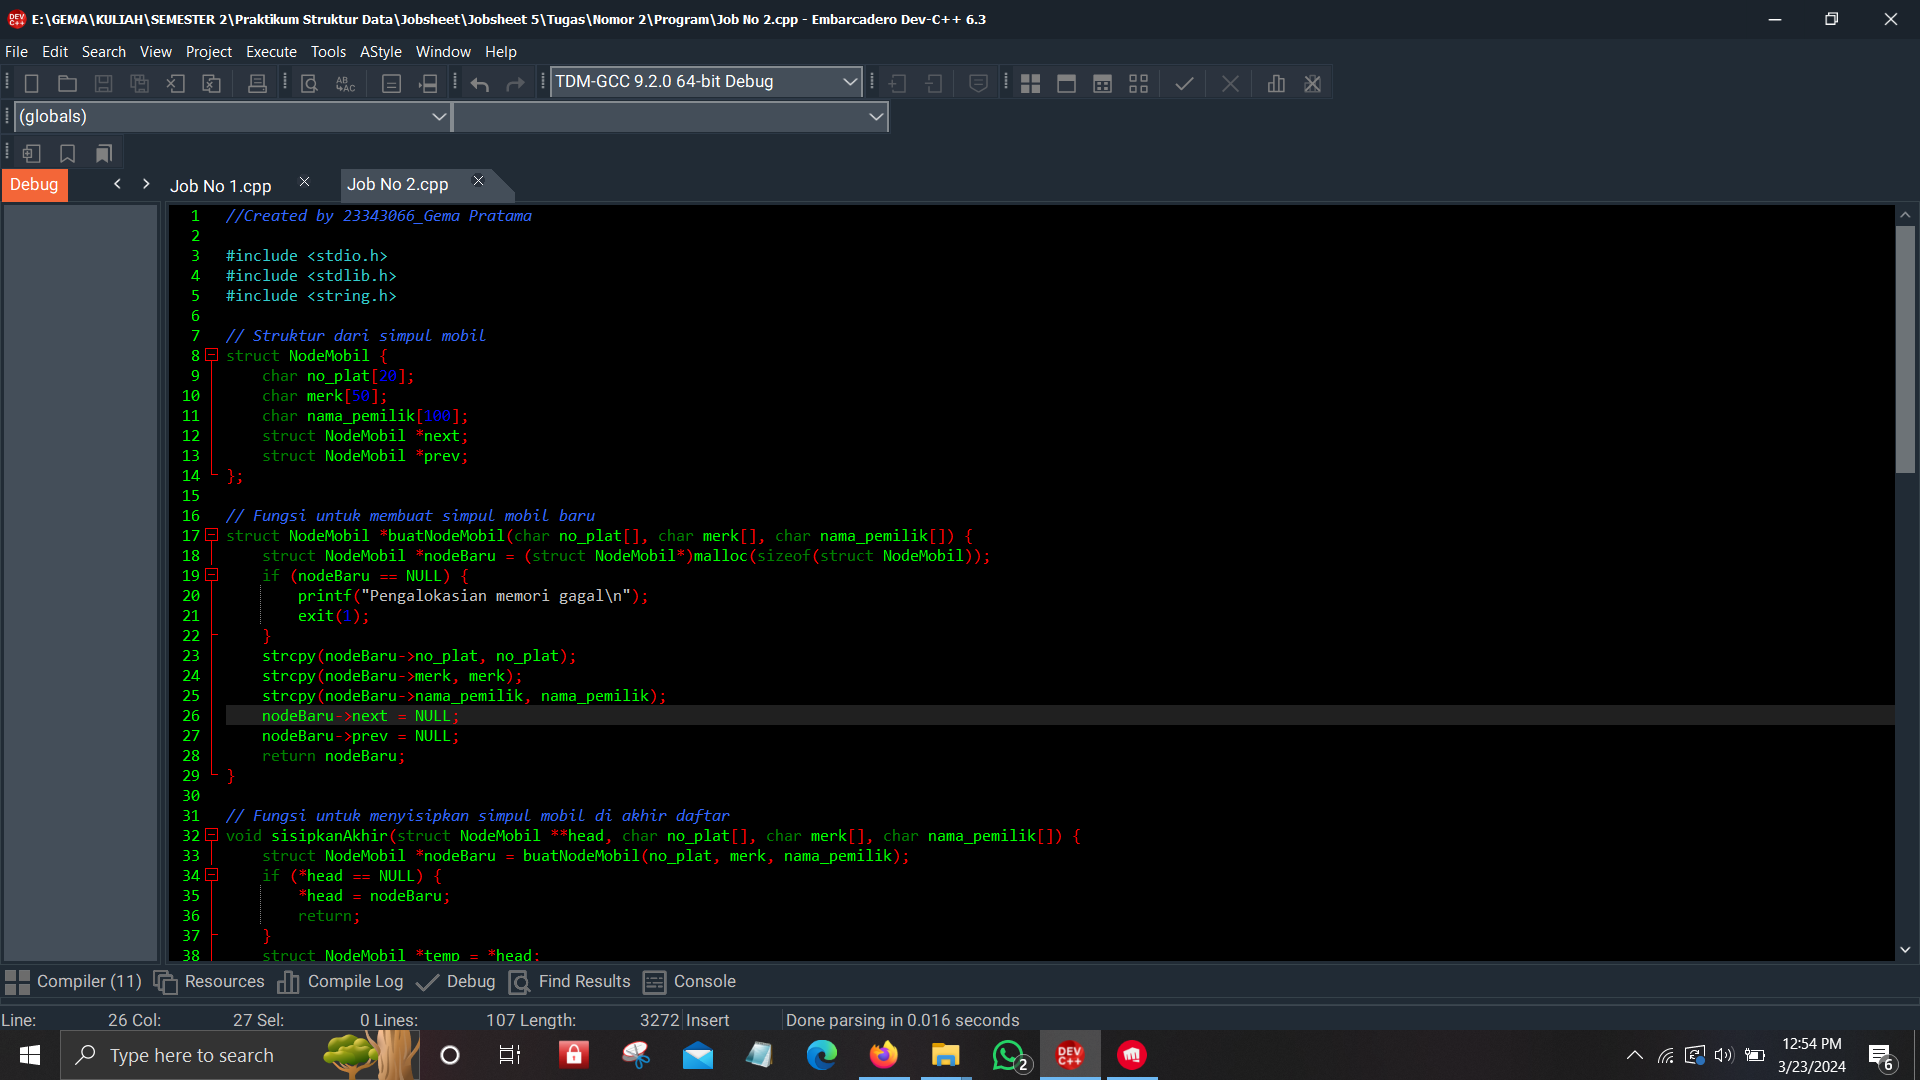 E:\GEMA\KULIAH\SEMESTER 2\Praktikum Struktur Data\Jobsheet\Jobsheet 5\Tugas\Nomor 2\Program\Job No 2.cpp - Embarcadero Dev-C++ 6.3
File Edit Search View Project Execute Tools AStyle Window Help
TDM-GCC 9.2.0 64-bit Debug
(globals)
Debug Job No 1.cpp Job No 2.cpp
1 //Created by 23343066_Gema Pratama
2
3 #include <stdio.h>
4 #include <stdlib.h>
5 #include <string.h>
6
7 // Struktur dari simpul mobil
8 struct NodeMobil {
9 char no_plat[20];
10 char merk[50];
11 char nama_pemilik[100];
12 struct NodeMobil *next;
13 struct NodeMobil *prev;
14 };
15
16 // Fungsi untuk membuat simpul mobil baru
17 struct NodeMobil *buatNodeMobil(char no_plat[], char merk[], char nama_pemilik[]) {
18 struct NodeMobil *nodeBaru = (struct NodeMobil*)malloc(sizeof(struct NodeMobil));
19 if (nodeBaru == NULL) {
20 printf("Pengalokasian memori gagal\n");
21 exit(1);
22 }
23 strcpy(nodeBaru->no_plat, no_plat);
24 strcpy(nodeBaru->merk, merk);
25 strcpy(nodeBaru->nama_pemilik, nama_pemilik);
26 nodeBaru->next = NULL;
27 nodeBaru->prev = NULL;
28 return nodeBaru;
29 }
30
31 // Fungsi untuk menyisipkan simpul mobil di akhir daftar
32 void sisipkanAkhir(struct NodeMobil **head, char no_plat[], char merk[], char nama_pemilik[]) {
33 struct NodeMobil *nodeBaru = buatNodeMobil(no_plat, merk, nama_pemilik);
34 if (*head == NULL) {
35 *head = nodeBaru;
36 return;
37 }
38 struct NodeMobil *temp = *head;
Compiler (11) Resources Compile Log Debug Find Results Console
Line: 26 Col: 27 Sel: 0 Lines: 107 Length: 3272 Insert Done parsing in 0.016 seconds
Type here to search
DEV C++
2
12:54 PM
3/23/2024
6